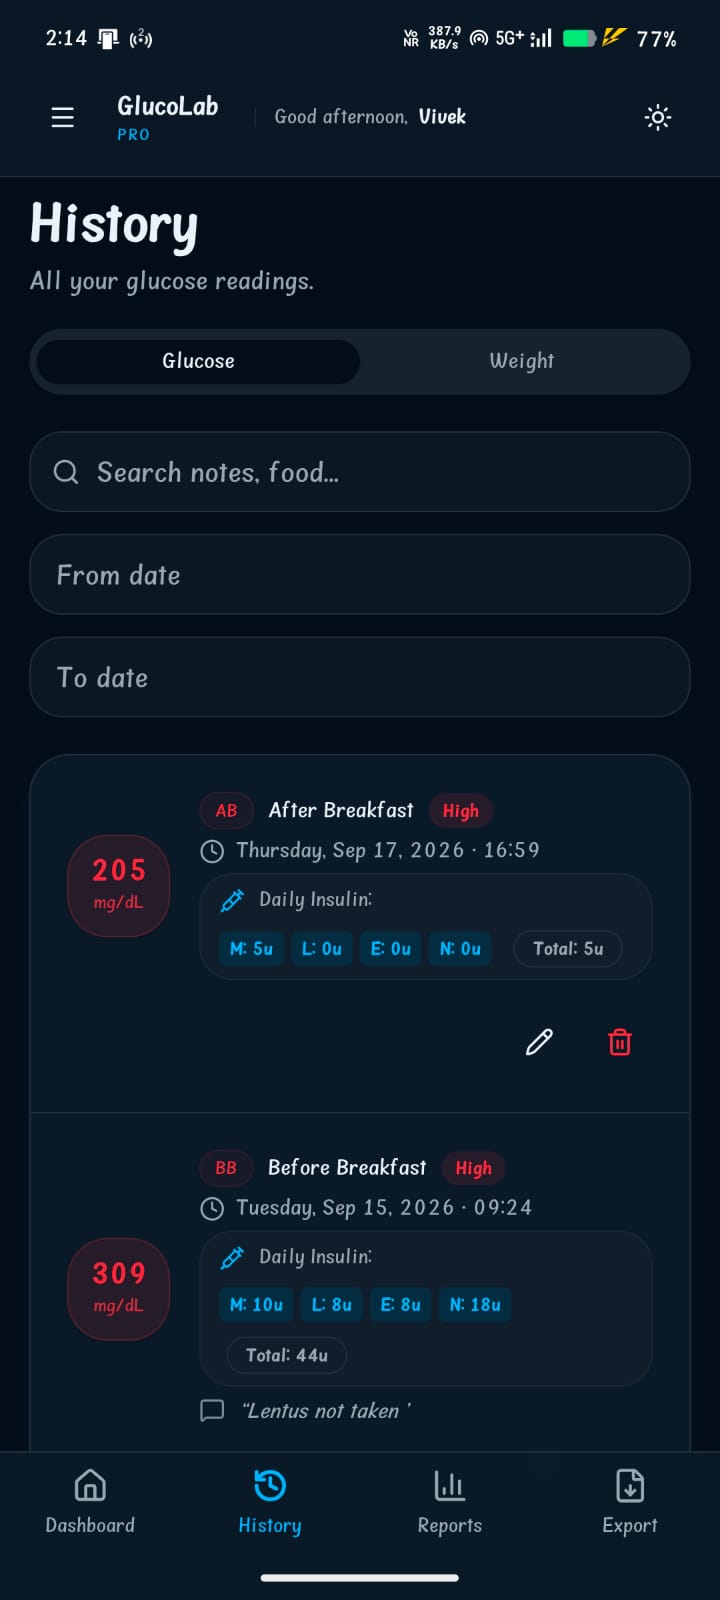 2:14
Vo NR 387.9 KB/s 5G+ 77%
GlucoLab
PRO
Good afternoon, Vivek
History
All your glucose readings.
Glucose Weight
Search notes, food...
From date
To date
AB After Breakfast High
Thursday, Sep 17, 2026 · 16:59
205
mg/dL
Daily Insulin:
M: 5u L: 0u E: 0u N: 0u Total: 5u
BB Before Breakfast High
Tuesday, Sep 15, 2026 · 09:24
309
mg/dL
Daily Insulin:
M: 10u L: 8u E: 8u N: 18u
Total: 44u
“Lentus not taken ’
Dashboard History Reports Export